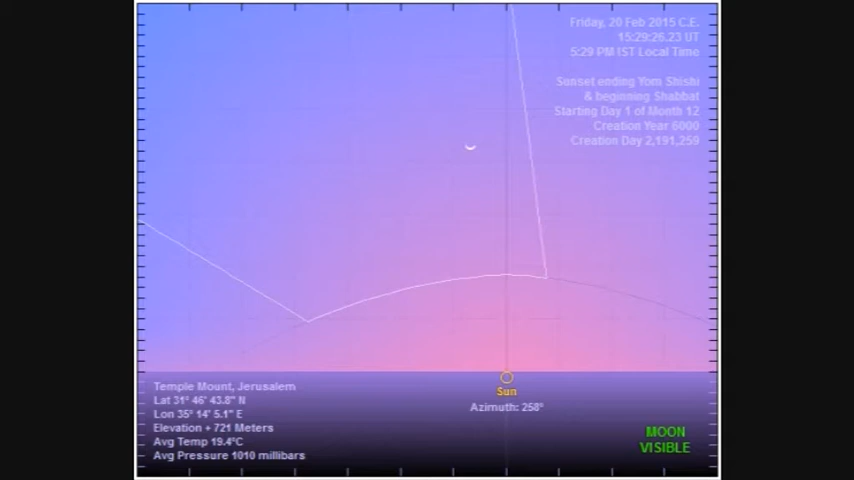 Friday, 20 Feb 2015 C.E.
15:29:26.23 UT
5:29 PM IST Local Time
Sunset ending Yom Shishi
& beginning Shabbat
Starting Day 1 of Month 12
Creation Year 6000
Creation Day 2,191,259
Sun
Azimuth: 258°
Temple Mount, Jerusalem
Lat 31° 46' 43.8" N
Lon 35° 14' 5.1" E
Elevation + 721 Meters
Avg Temp 19.4°C
Avg Pressure 1010 millibars
MOON
VISIBLE